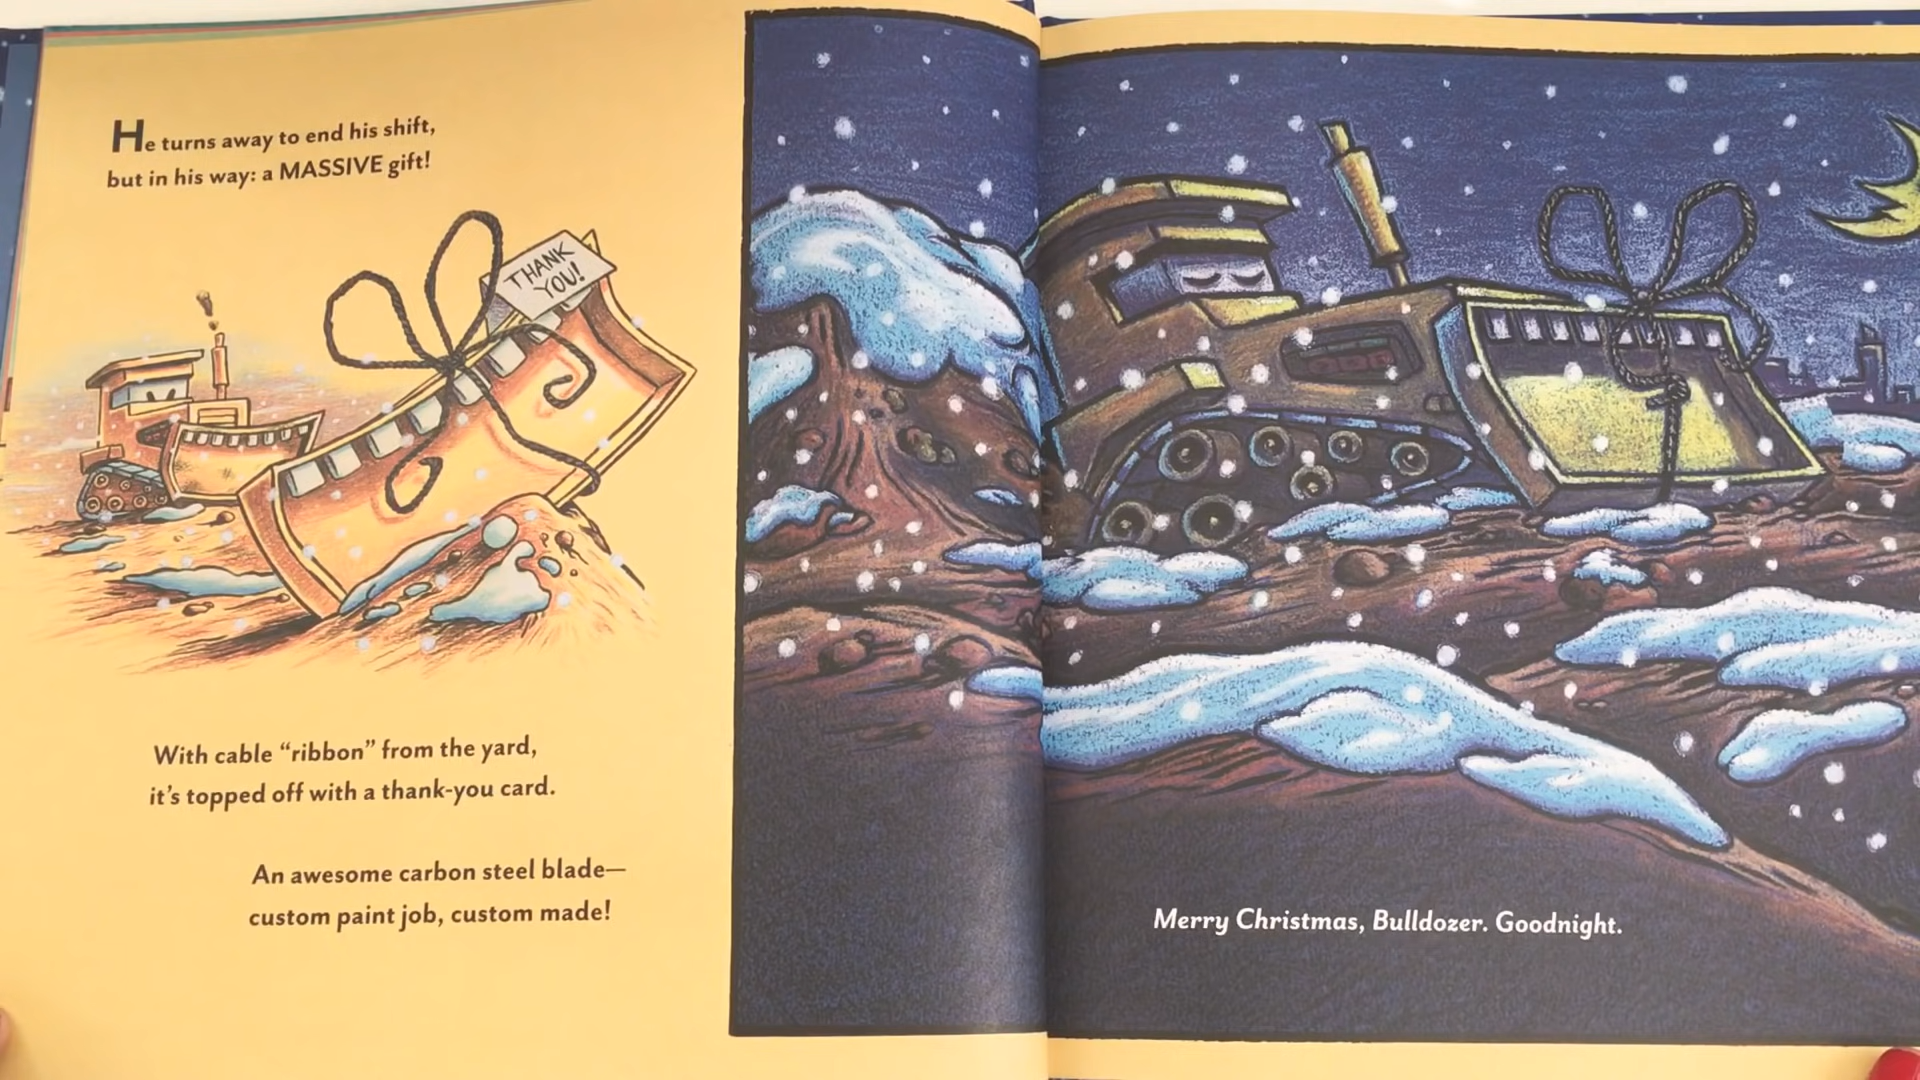 He turns away to end his shift,
but in his way: a MASSIVE gift!
THANK
YOU!
With cable “ribbon” from the yard,
it’s topped off with a thank-you card.
An awesome carbon steel blade—
custom paint job, custom made!
Merry Christmas, Bulldozer. Goodnight.